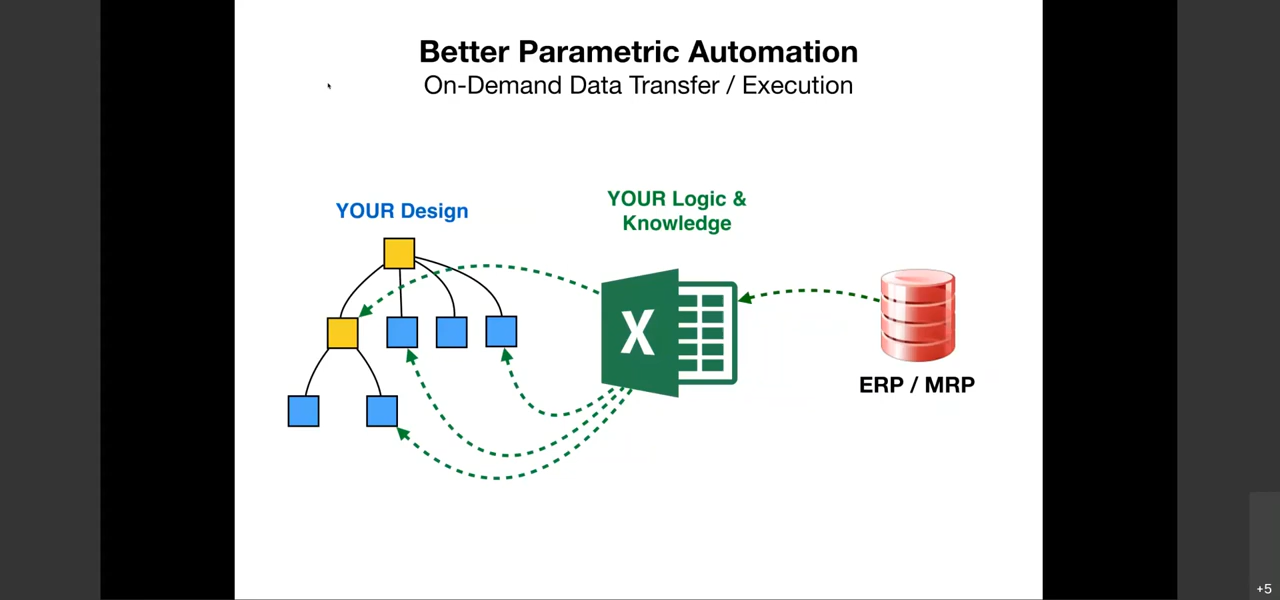 Better Parametric Automation
On-Demand Data Transfer / Execution
YOUR Design
YOUR Logic &
Knowledge
X
ERP / MRP
+5